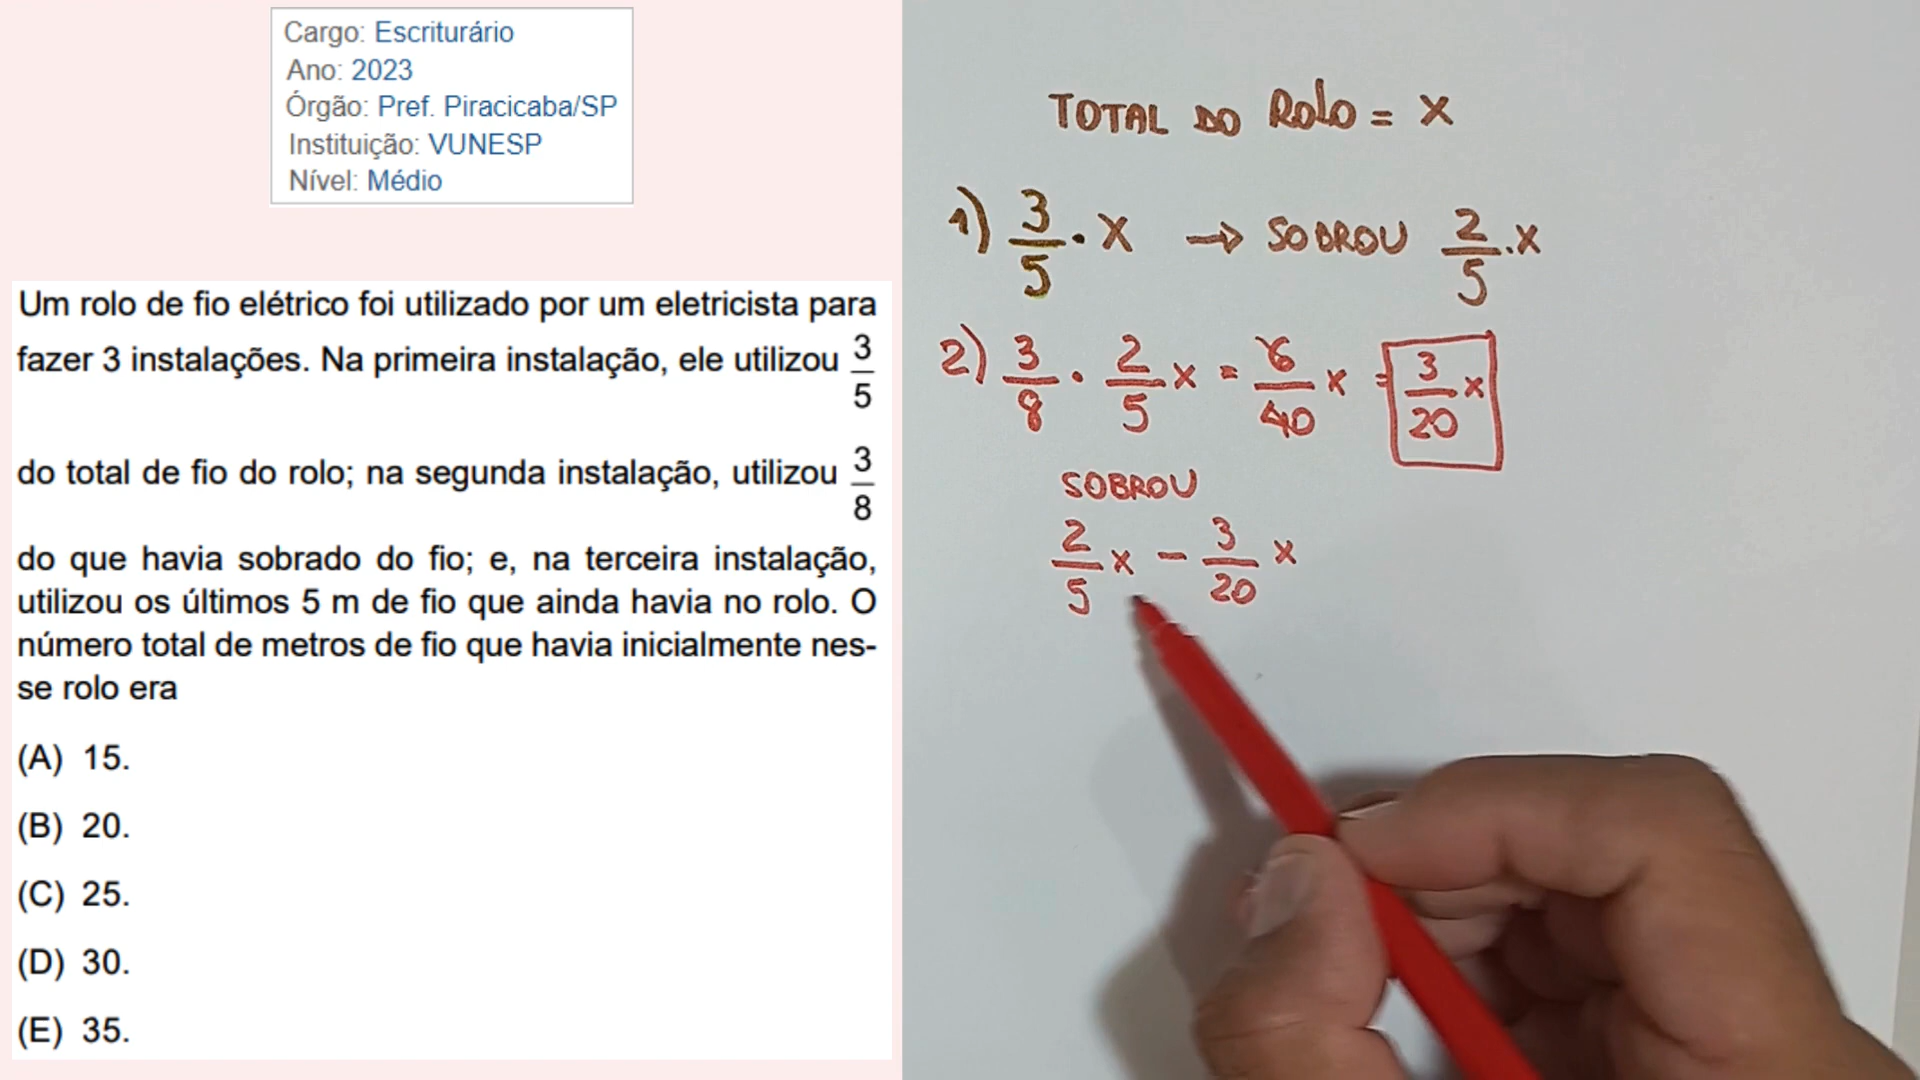 Cargo: Escriturário
Ano: 2023
Órgão: Pref. Piracicaba/SP
Instituição: VUNESP
Nível: Médio
Um rolo de fio elétrico foi utilizado por um eletricista para
fazer 3 instalações. Na primeira instalação, ele utilizou 3/5
do total de fio do rolo; na segunda instalação, utilizou 3/8
do que havia sobrado do fio; e, na terceira instalação,
utilizou os últimos 5 m de fio que ainda havia no rolo. O
número total de metros de fio que havia inicialmente nes-
se rolo era
(A) 15.
(B) 20.
(C) 25.
(D) 30.
(E) 35.
TOTAL DO ROLO = X
1) 3/5 . X → SOBROU 2/5 . X
2) 3/8 . 2/5 X = 6/40 X = 3/20 X
SOBROU
2/5 X - 3/20 X